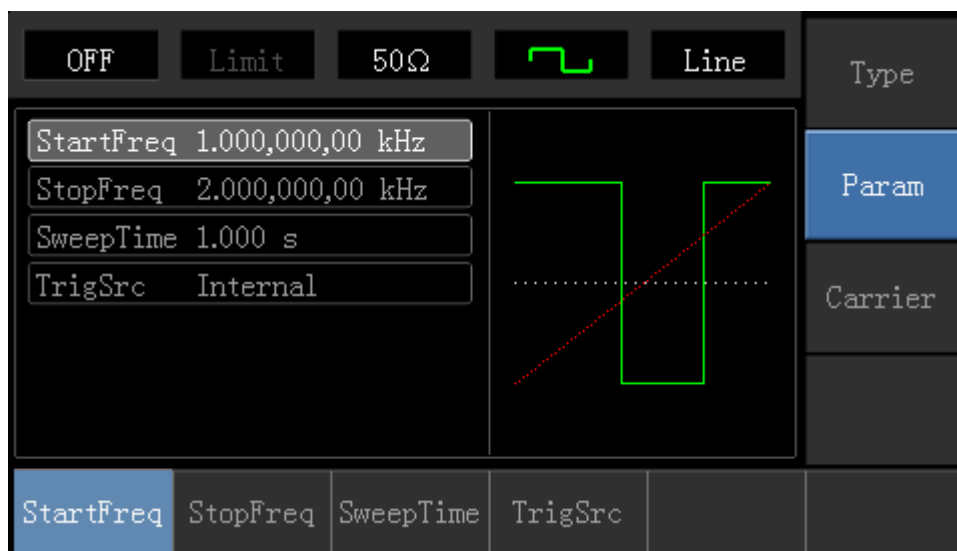 OFF Limit 50Ω Line
Type
StartFreq 1.000,000,00 kHz
StopFreq 2.000,000,00 kHz
SweepTime 1.000 s
TrigSrc Internal
Param
Carrier
StartFreq StopFreq SweepTime TrigSrc